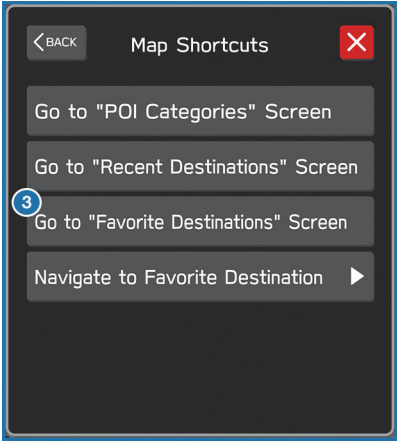 BACK
Map Shortcuts
Go to "POI Categories" Screen
Go to "Recent Destinations" Screen
3
Go to "Favorite Destinations" Screen
Navigate to Favorite Destination